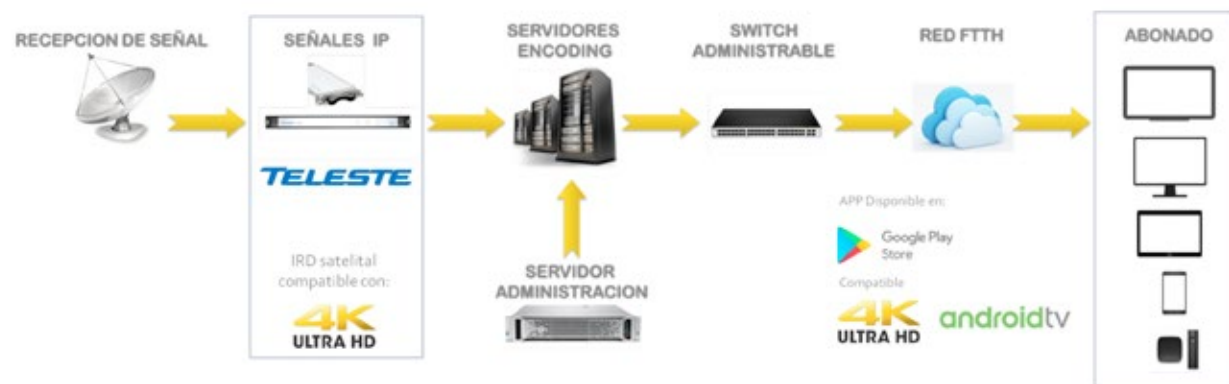 RECEPCION DE SEÑAL
SEÑALES IP
TELESTE
IRD satelital
compatible con:
4K
ULTRA HD
SERVIDORES
ENCODING
SERVIDOR
ADMINISTRACION
SWITCH
ADMINISTRABLE
RED FTTH
APP Disponible en:
Google Play
Store
Compatible
4K
ULTRA HD
androidtv
ABONADO